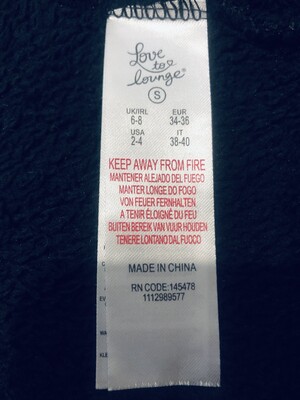 Love
to
lounge®
S
UK/IRL EUR
6-8 34-36
USA IT
2-4 38-40
KEEP AWAY FROM FIRE
MANTENER ALEJADO DEL FUEGO
MANTER LONGE DO FOGO
VON FEUER FERNHALTEN
A TENIR ÉLOIGNÉ DU FEU
BUITEN BEREIK VAN VUUR HOUDEN
TENERE LONTANO DAL FUOCO
MADE IN CHINA
RN CODE:145478
1112989577